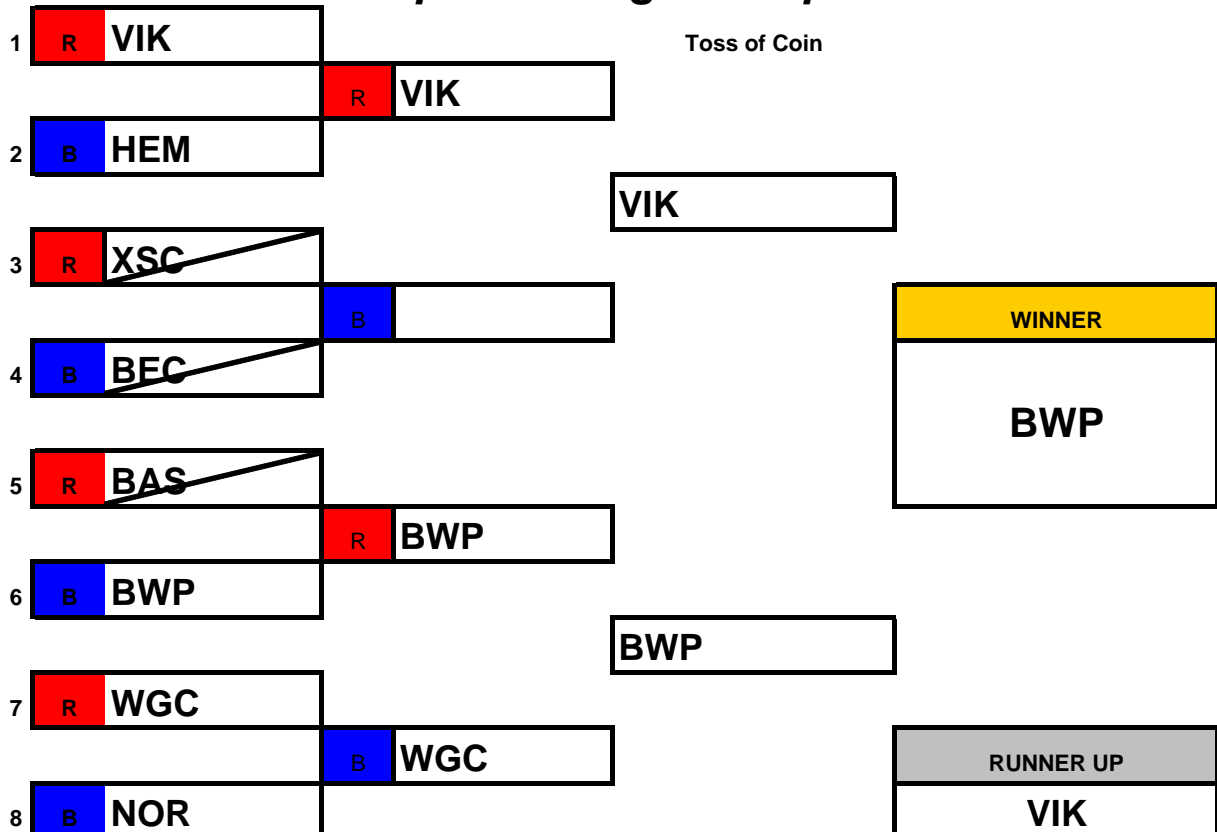 1 R VIK
Toss of Coin
R VIK
2 B HEM
VIK
3 R XSC
B
WINNER
4 B BEC
BWP
5 R BAS
R BWP
6 B BWP
BWP
7 R WGC
B WGC
RUNNER UP
8 B NOR
VIK